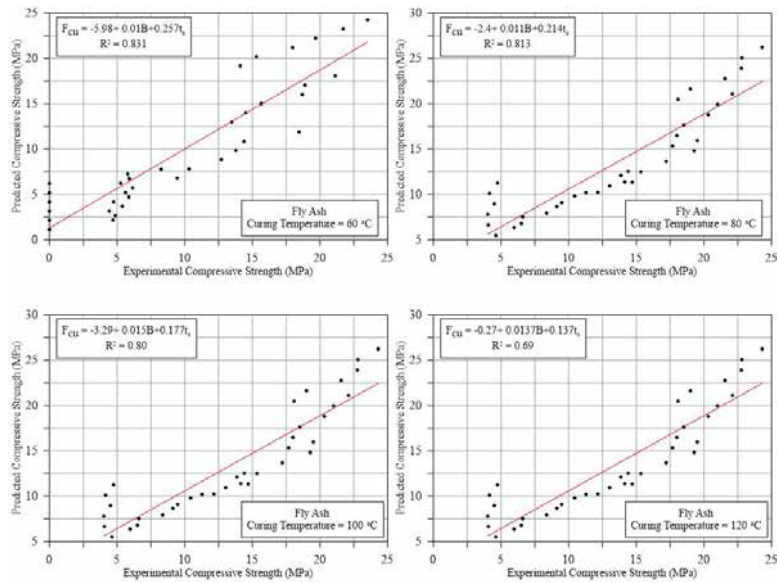 F_cu = -5.98+ 0.01B+0.257t_s
R² = 0.831
Predicted Compressive Strength (MPa)
25
20
15
10
5
0
Fly Ash
Curing Temperature = 60 °C
0 5 10 15 20 25
Experimental Compressive Strength (MPa)
F_cu = -2.4+ 0.011B+0.214t_s
R² = 0.813
Predicted Compressive Strength (MPa)
30
25
20
15
10
5
Fly Ash
Curing Temperature = 80 °C
0 5 10 15 20 25
Experimental Compressive Strength (MPa)
F_cu = -3.29+ 0.015B+0.177t_s
R² = 0.80
Predicted Compressive Strength (MPa)
30
25
20
15
10
5
Fly Ash
Curing Temperature = 100 °C
0 5 10 15 20 25
Experimental Compressive Strength (MPa)
F_cu = -0.27+ 0.0137B+0.137t_s
R² = 0.69
Predicted Compressive Strength (MPa)
30
25
20
15
10
5
Fly Ash
Curing Temperature = 120 °C
0 5 10 15 20 25
Experimental Compressive Strength (MPa)